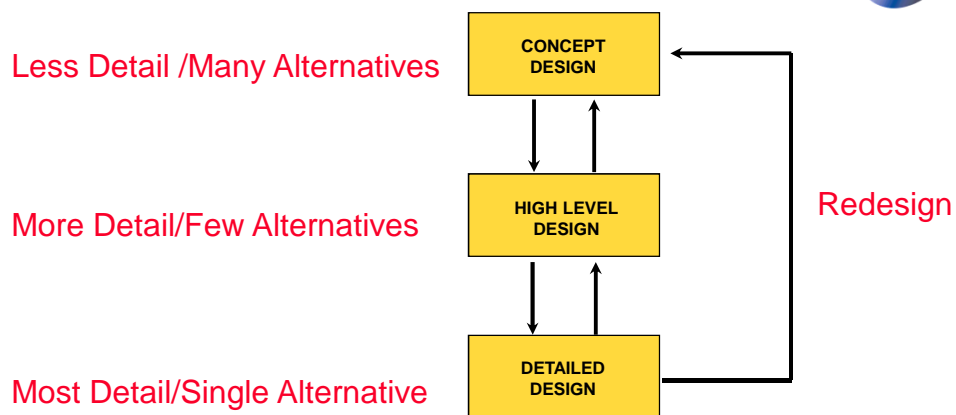 CONCEPT
DESIGN
Less Detail /Many Alternatives
HIGH LEVEL
DESIGN
More Detail/Few Alternatives
Redesign
DETAILED
DESIGN
Most Detail/Single Alternative